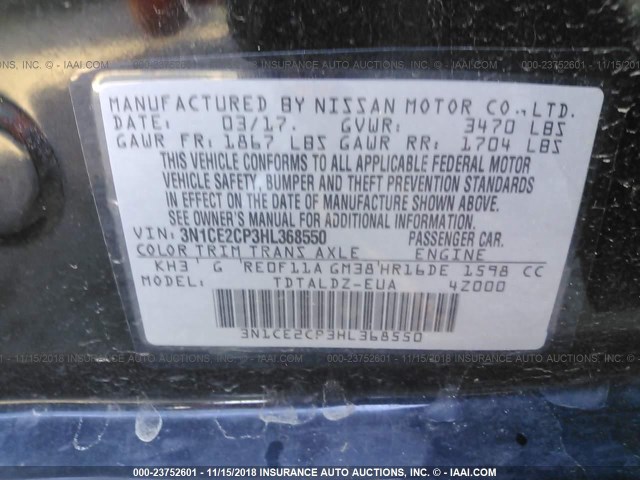 MANUFACTURED BY NISSAN MOTOR CO.,LTD.
DATE: 03/17. GVWR: 3470 LBS
GAWR FR: 1867 LBS GAWR RR: 1704 LBS
THIS VEHICLE CONFORMS TO ALL APPLICABLE FEDERAL MOTOR
VEHICLE SAFETY, BUMPER AND THEFT PREVENTION STANDARDS
IN EFFECT ON THE DATE OF MANUFACTURE SHOWN ABOVE.
SEE OWNER'S MANUAL FOR ADDITIONAL INFORMATION.
VIN: 3N1CE2CP3HL368550 PASSENGER CAR.
COLOR TRIM TRANS AXLE ENGINE
KH3 G RE0F11A GM38 HR16DE 1598 CC
MODEL: TDTALDZ-EUA 4Z000
3N1CE2CP3HL368550
000-23752601 - 11/15/2018 INSURANCE AUTO AUCTIONS, INC. © - IAAI.COM